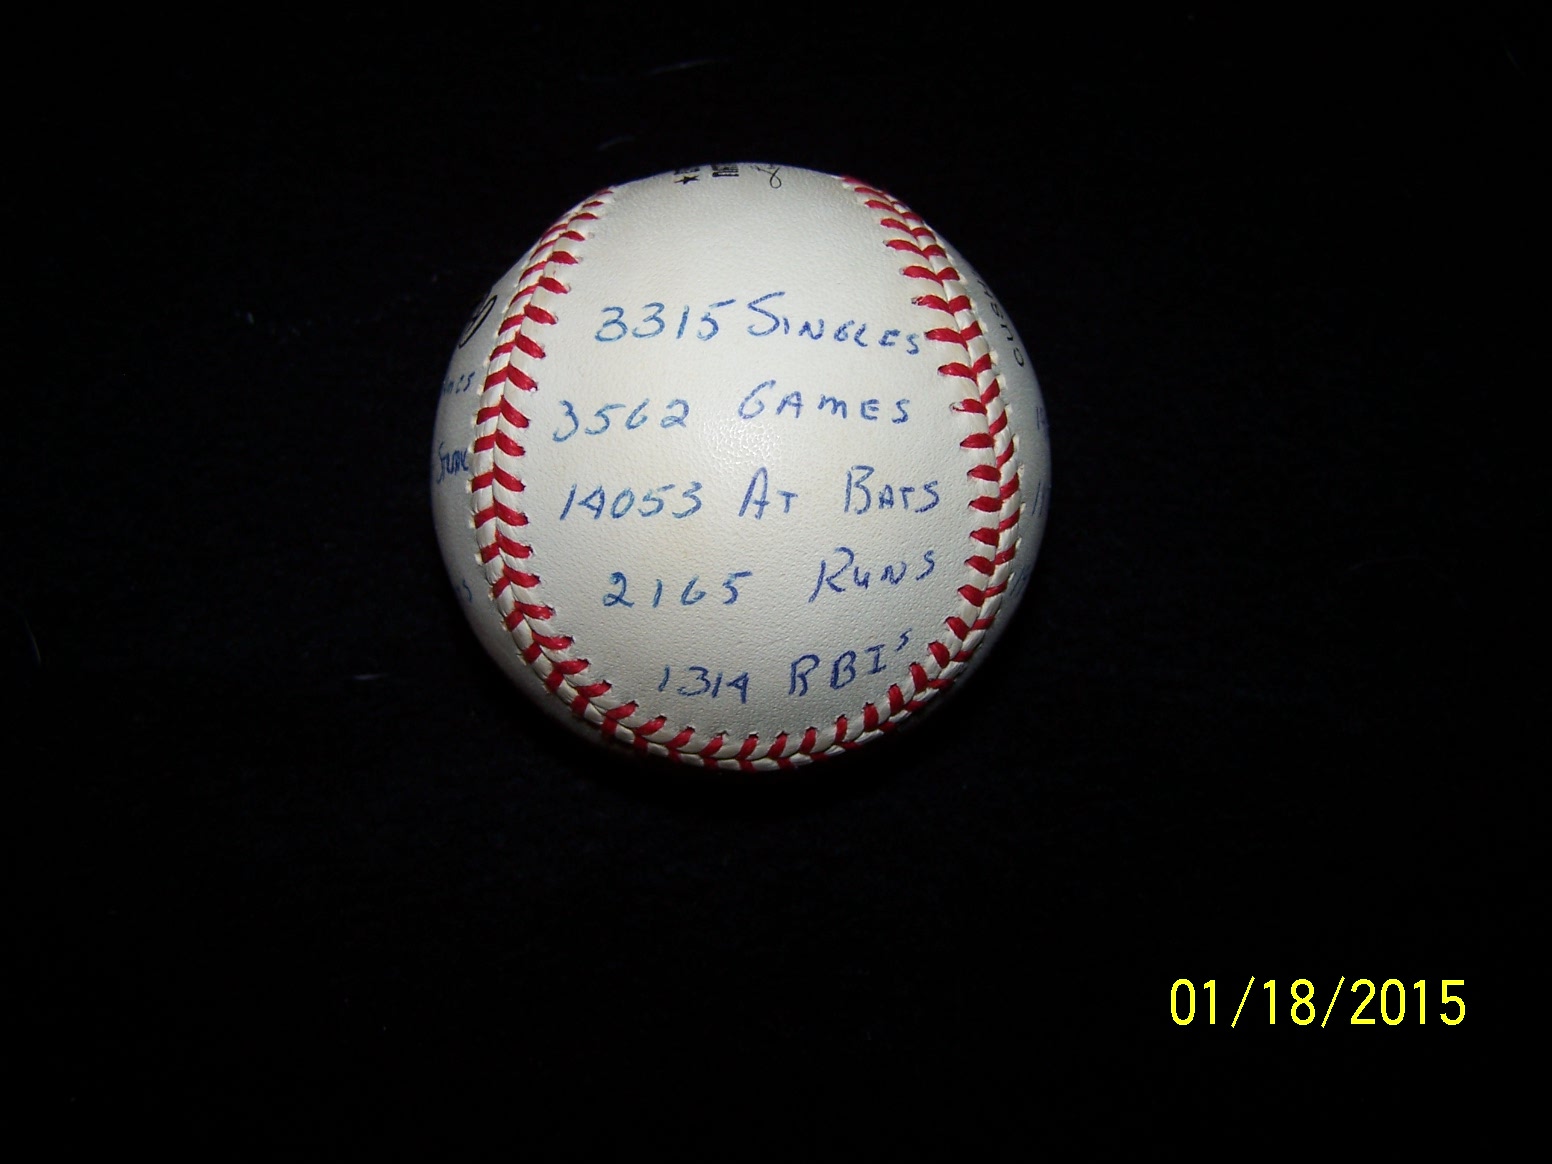 3315 SINGLES
3562 GAMES
14053 AT BATS
2165 RUNS
1314 RBI's
01/18/2015